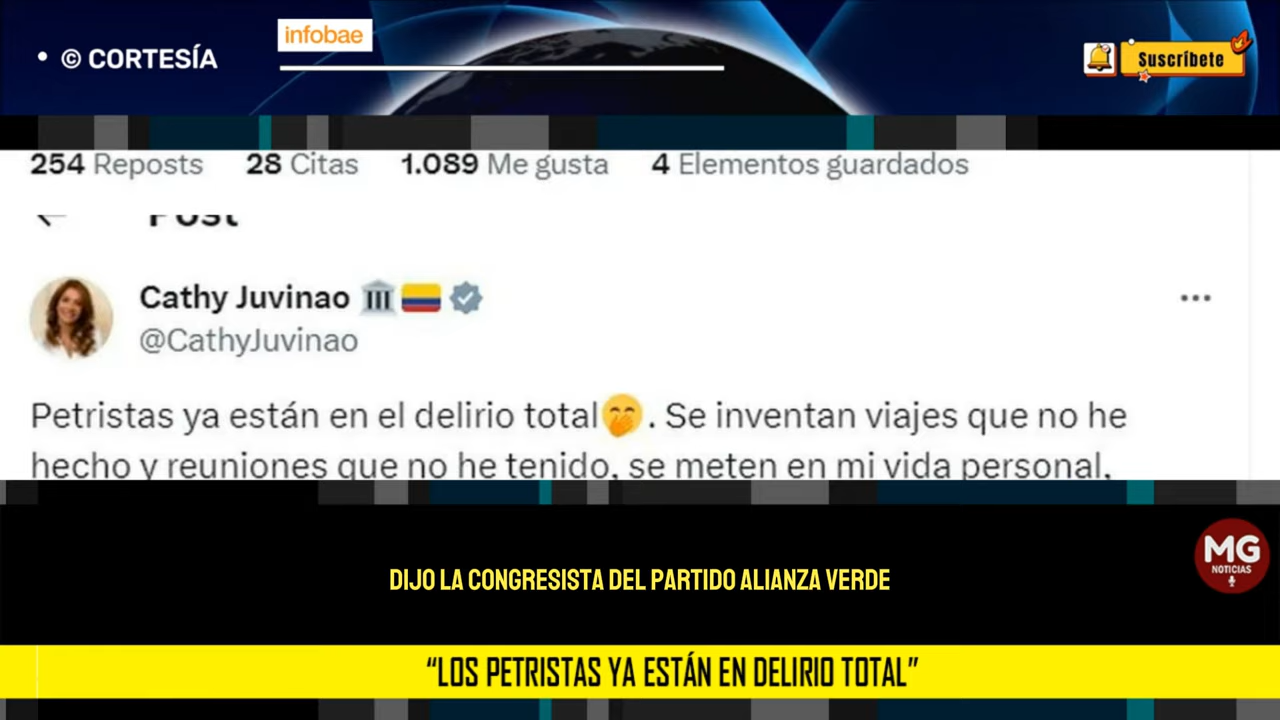 • © CORTESÍA
infobae
Suscríbete
254 Reposts 28 Citas 1.089 Me gusta 4 Elementos guardados
Post
Cathy Juvinao 🏛️🇨🇴
@CathyJuvinao
Petristas ya están en el delirio total🤭. Se inventan viajes que no he
hecho y reuniones que no he tenido, se meten en mi vida personal,
MG
NOTICIAS
DIJO LA CONGRESISTA DEL PARTIDO ALIANZA VERDE
“LOS PETRISTAS YA ESTÁN EN DELIRIO TOTAL”